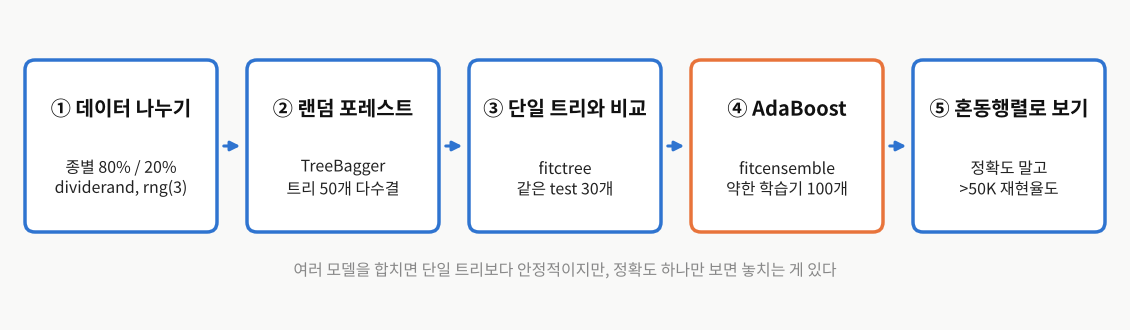 ① 데이터 나누기
종별 80% / 20%
dividerand, rng(3)
② 랜덤 포레스트
TreeBagger
트리 50개 다수결
③ 단일 트리와 비교
fitctree
같은 test 30개
④ AdaBoost
fitcensemble
약한 학습기 100개
⑤ 혼동행렬로 보기
정확도 말고
>50K 재현율도
여러 모델을 합치면 단일 트리보다 안정적이지만, 정확도 하나만 보면 놓치는 게 있다